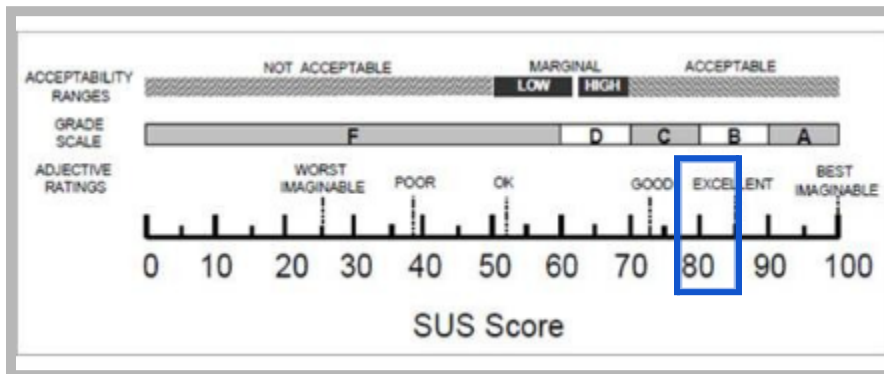 NOT ACCEPTABLE MARGINAL ACCEPTABLE
ACCEPTABILITY
RANGES
LOW HIGH
GRADE
SCALE
F D C B A
ADJECTIVE
RATINGS
WORST
IMAGINABLE
POOR OK GOOD EXCELLENT
BEST
IMAGINABLE
0 10 20 30 40 50 60 70 80 90 100
SUS Score